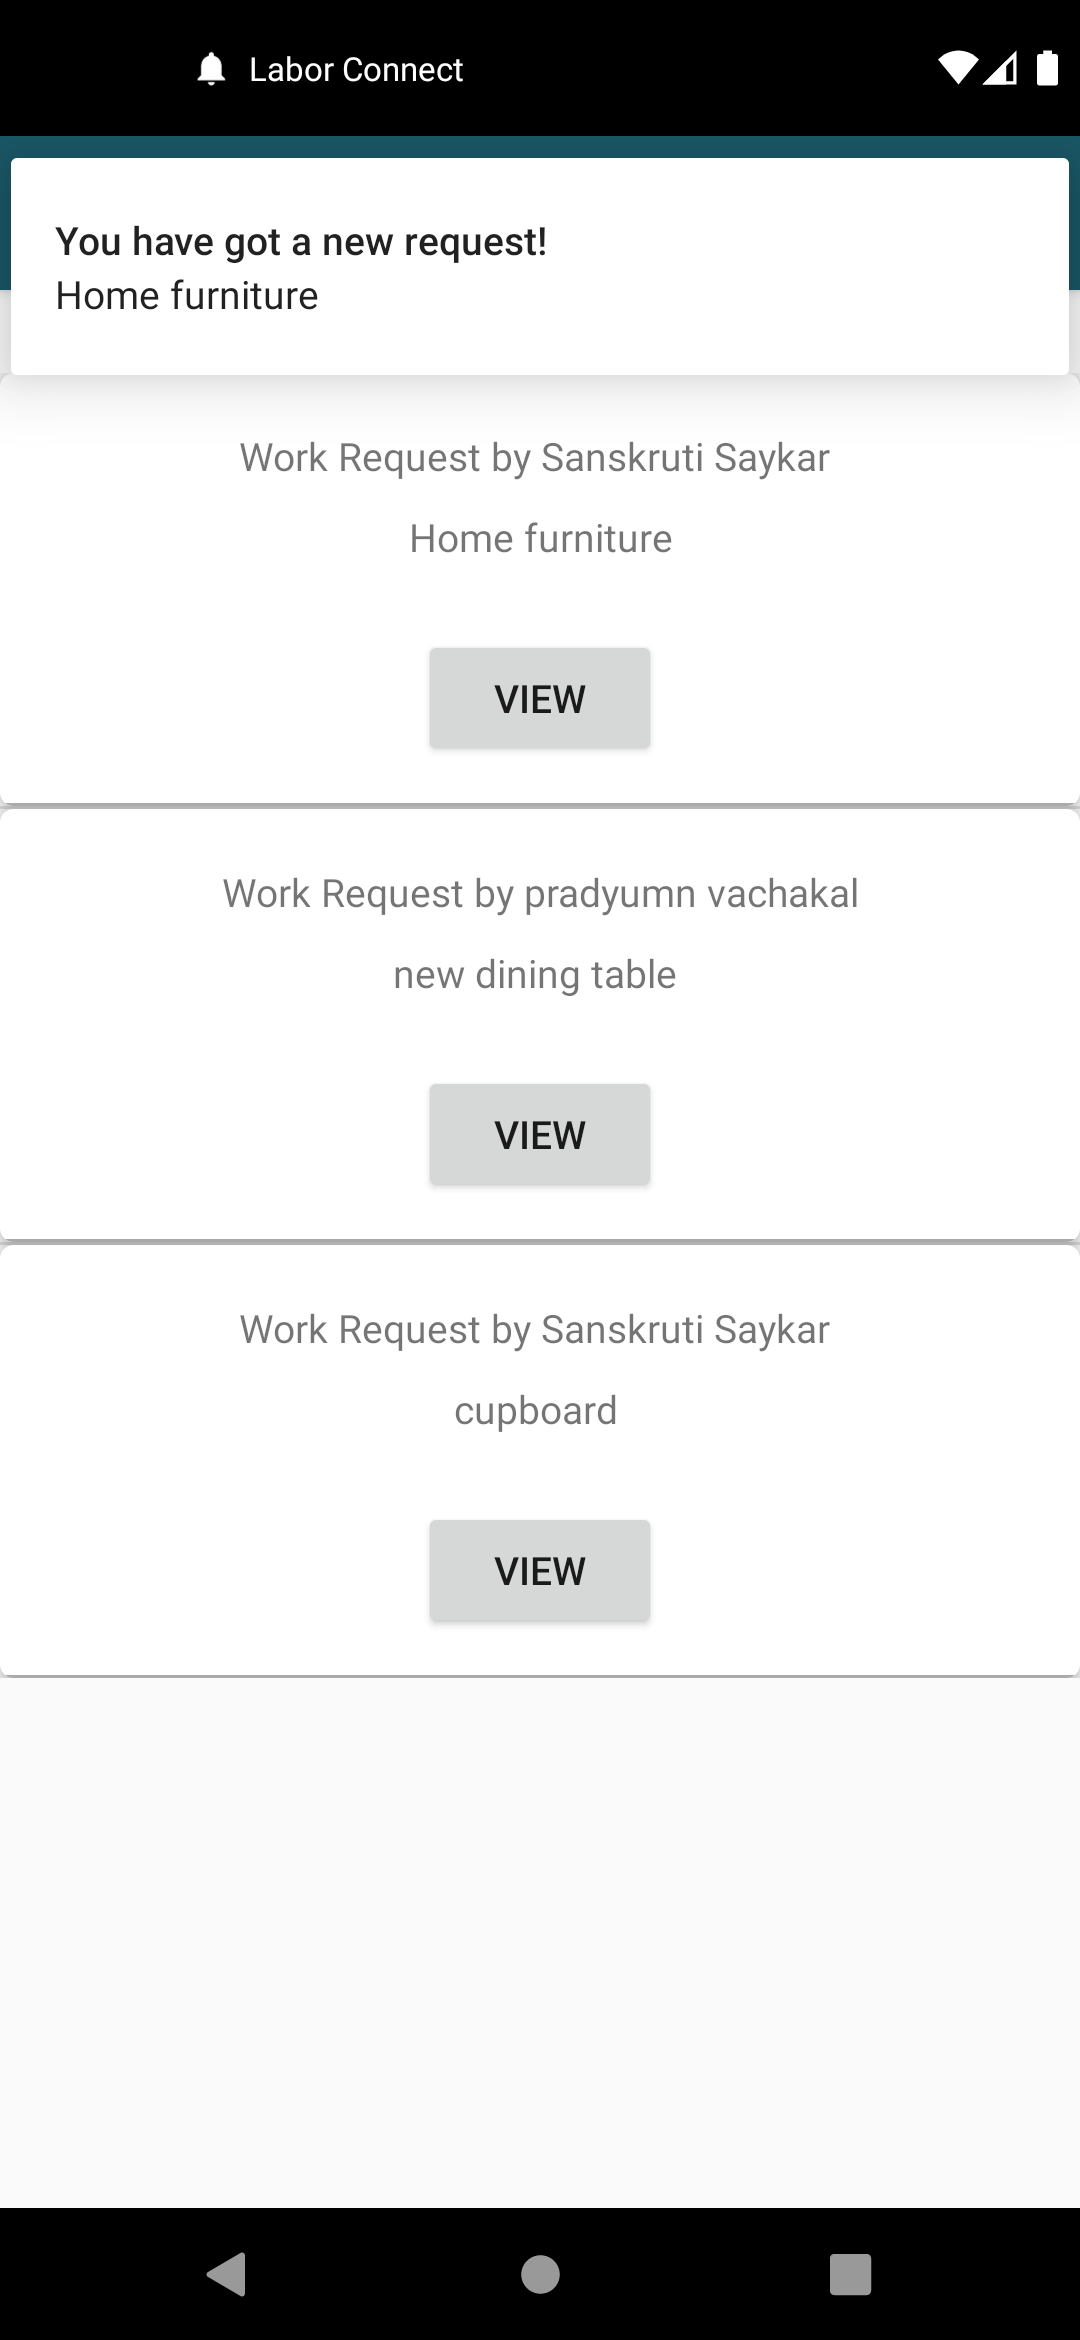 Labor Connect
You have got a new request!
Home furniture
Work Request by Sanskruti Saykar
Home furniture
VIEW
Work Request by pradyumn vachakal
new dining table
VIEW
Work Request by Sanskruti Saykar
cupboard
VIEW